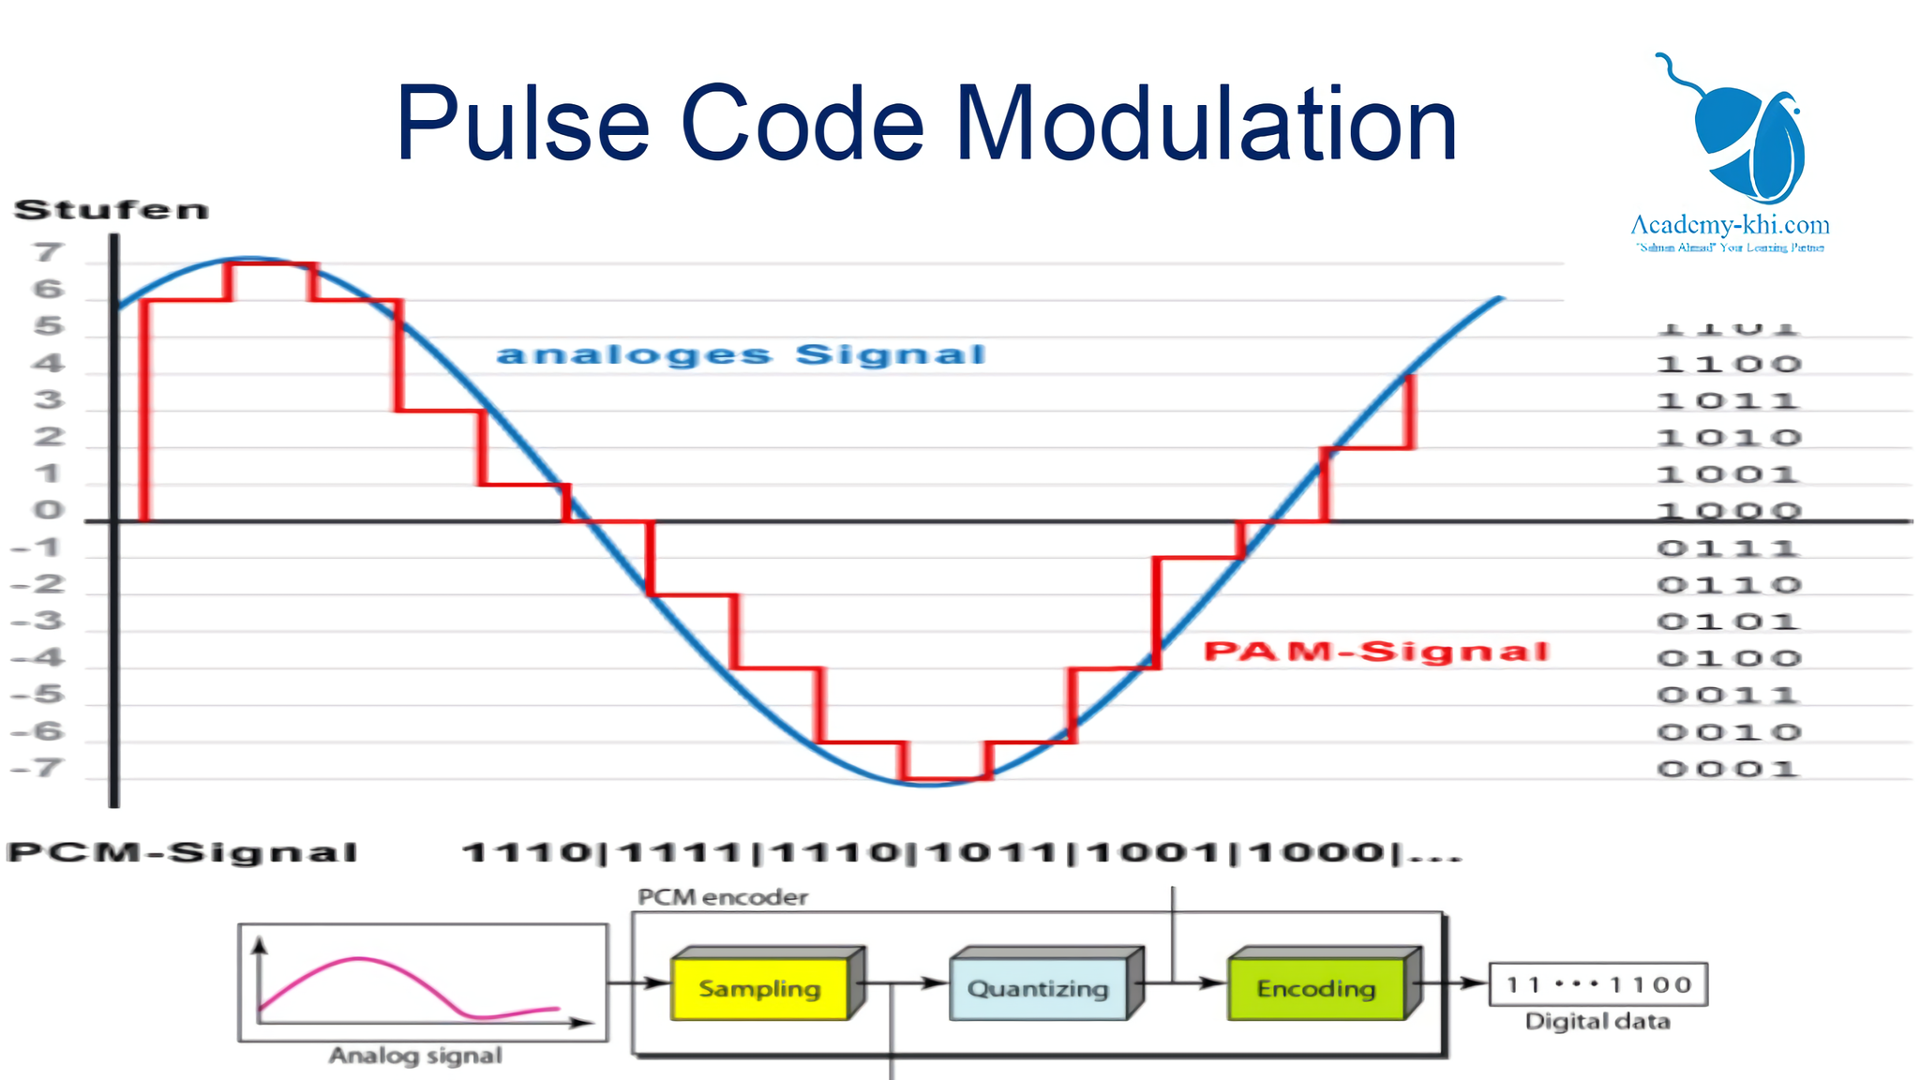 Pulse Code Modulation
Academy-khi.com
"Salman Ahmad" Your Learning Partner
Stufen
7
6
5
4
3
2
1
0
-1
-2
-3
-4
-5
-6
-7
analoges Signal
PAM-Signal
1101
1100
1011
1010
1001
1000
0111
0110
0101
0100
0011
0010
0001
PCM-Signal 1110|1111|1110|1011|1001|1000|...
PCM encoder
Sampling
Quantizing
Encoding
11•••1100
Analog signal
Digital data